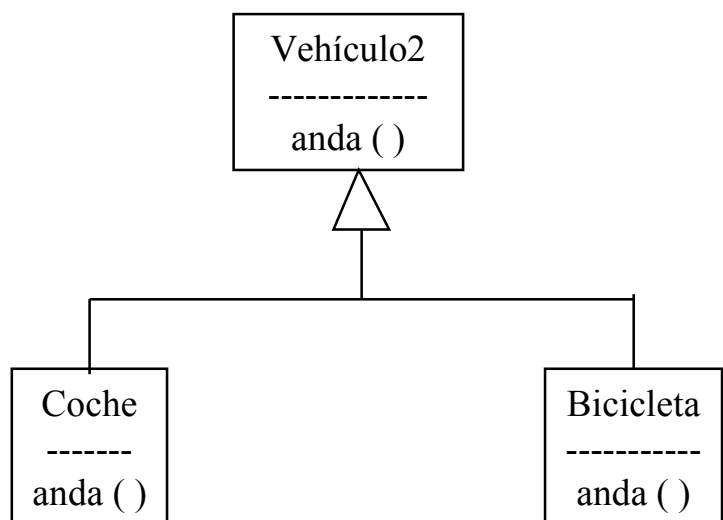 Vehículo2
-------------
anda ( )
Coche
-------
anda ( )
Bicicleta
-----------
anda ( )